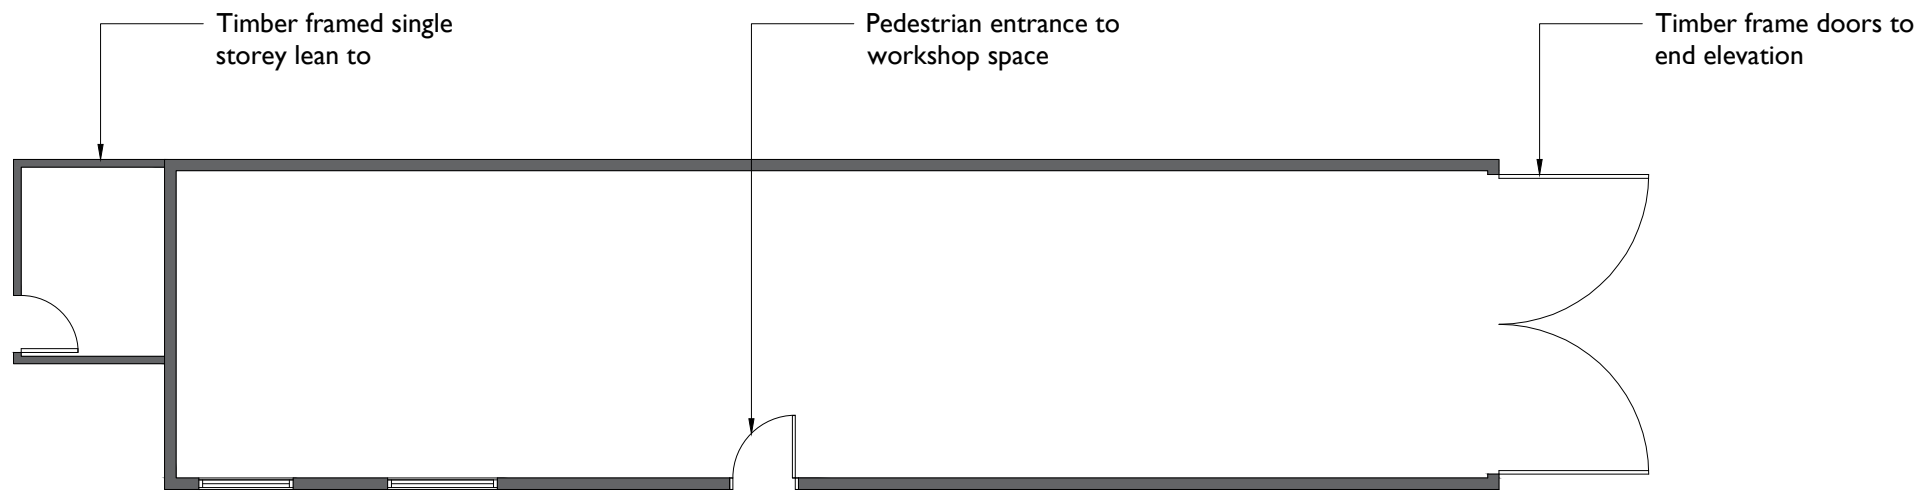 Timber framed single
storey lean to
Pedestrian entrance to
workshop space
Timber frame doors to
end elevation